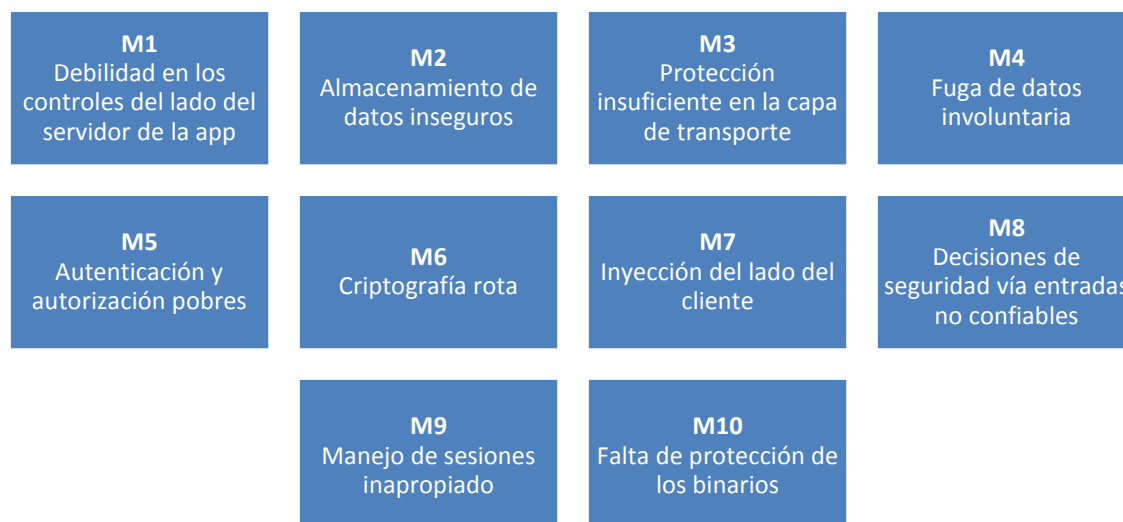 M1
Debilidad en los
controles del lado del
servidor de la app
M2
Almacenamiento de
datos inseguros
M3
Protección
insuficiente en la capa
de transporte
M4
Fuga de datos
involuntaria
M5
Autenticación y
autorización pobres
M6
Criptografía rota
M7
Inyección del lado del
cliente
M8
Decisiones de
seguridad vía entradas
no confiables
M9
Manejo de sesiones
inapropiado
M10
Falta de protección de
los binarios